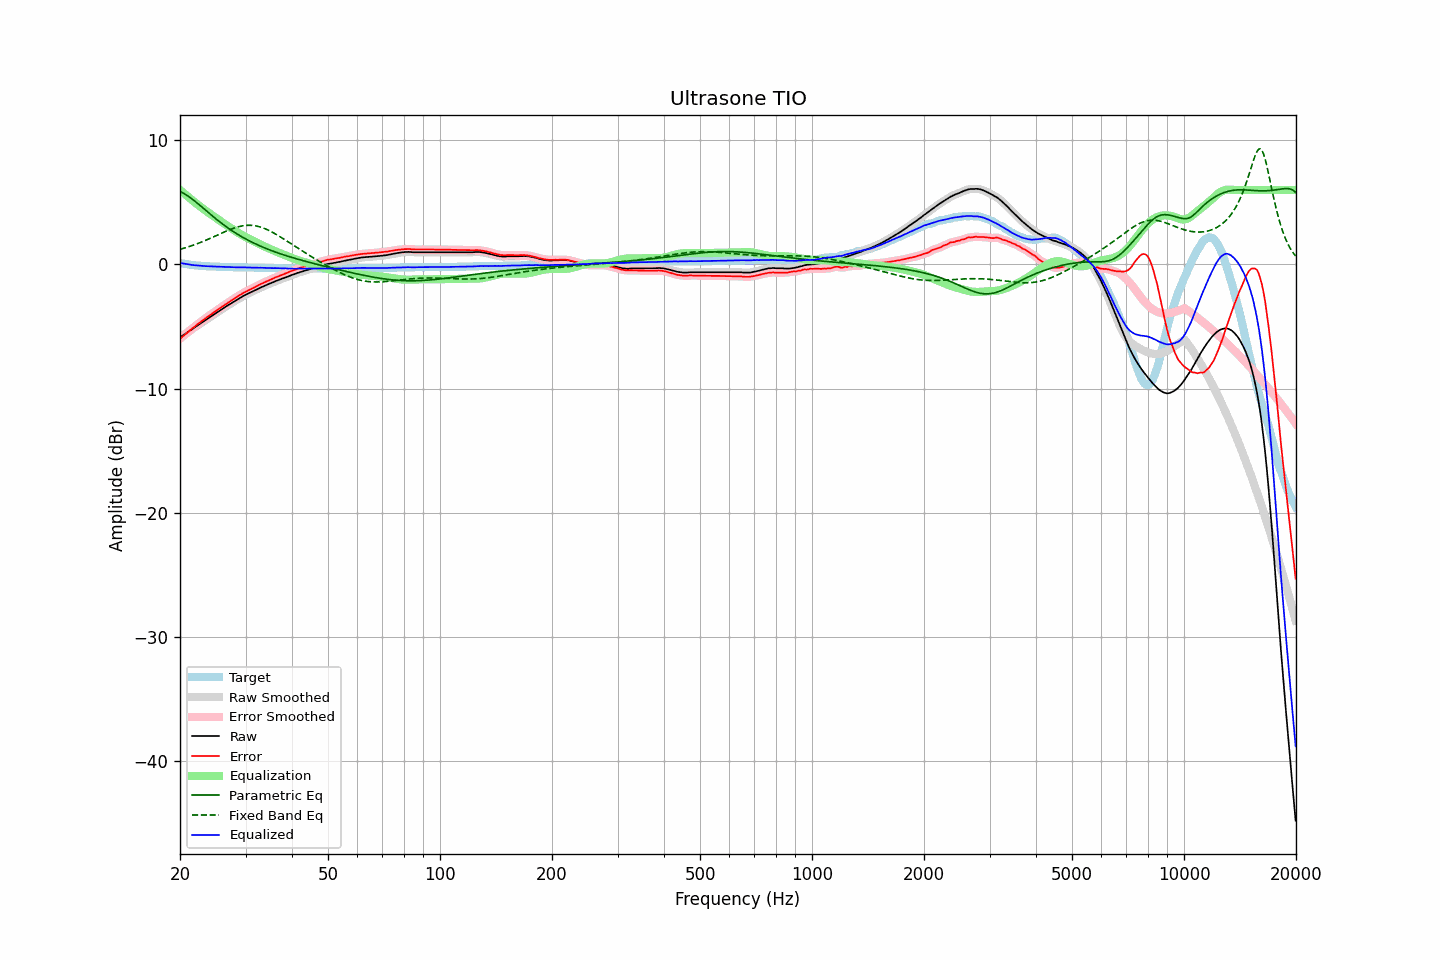 Ultrasone TIO
10
0
−10
−20
−30
−40
Amplitude (dBr)
Target
Raw Smoothed
Error Smoothed
Raw
Error
Equalization
Parametric Eq
Fixed Band Eq
Equalized
20 50 100 200 500 1000 2000 5000 10000 20000
Frequency (Hz)